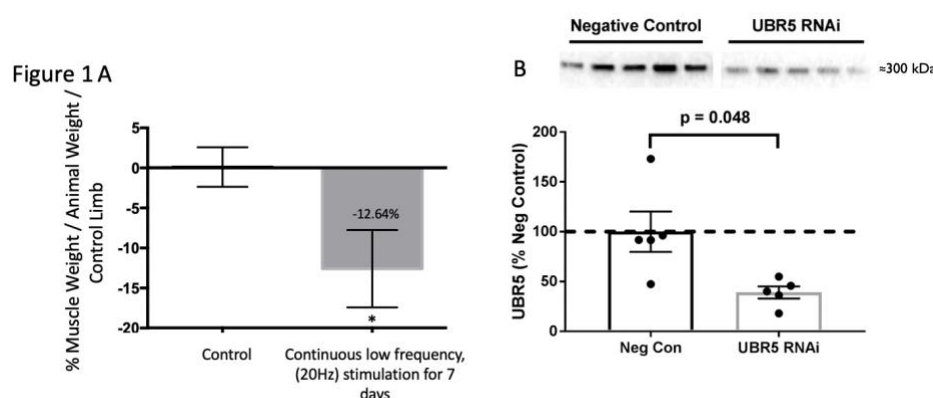 Figure 1 A
% Muscle Weight / Animal Weight /
Control Limb
5
0
-5
-10
-15
-20
-12.64%
*
Control
Continuous low frequency,
(20Hz) stimulation for 7
days
B
Negative Control
UBR5 RNAi
≈300 kDa
p = 0.048
UBR5 (% Neg Control)
200
150
100
50
0
Neg Con
UBR5 RNAi